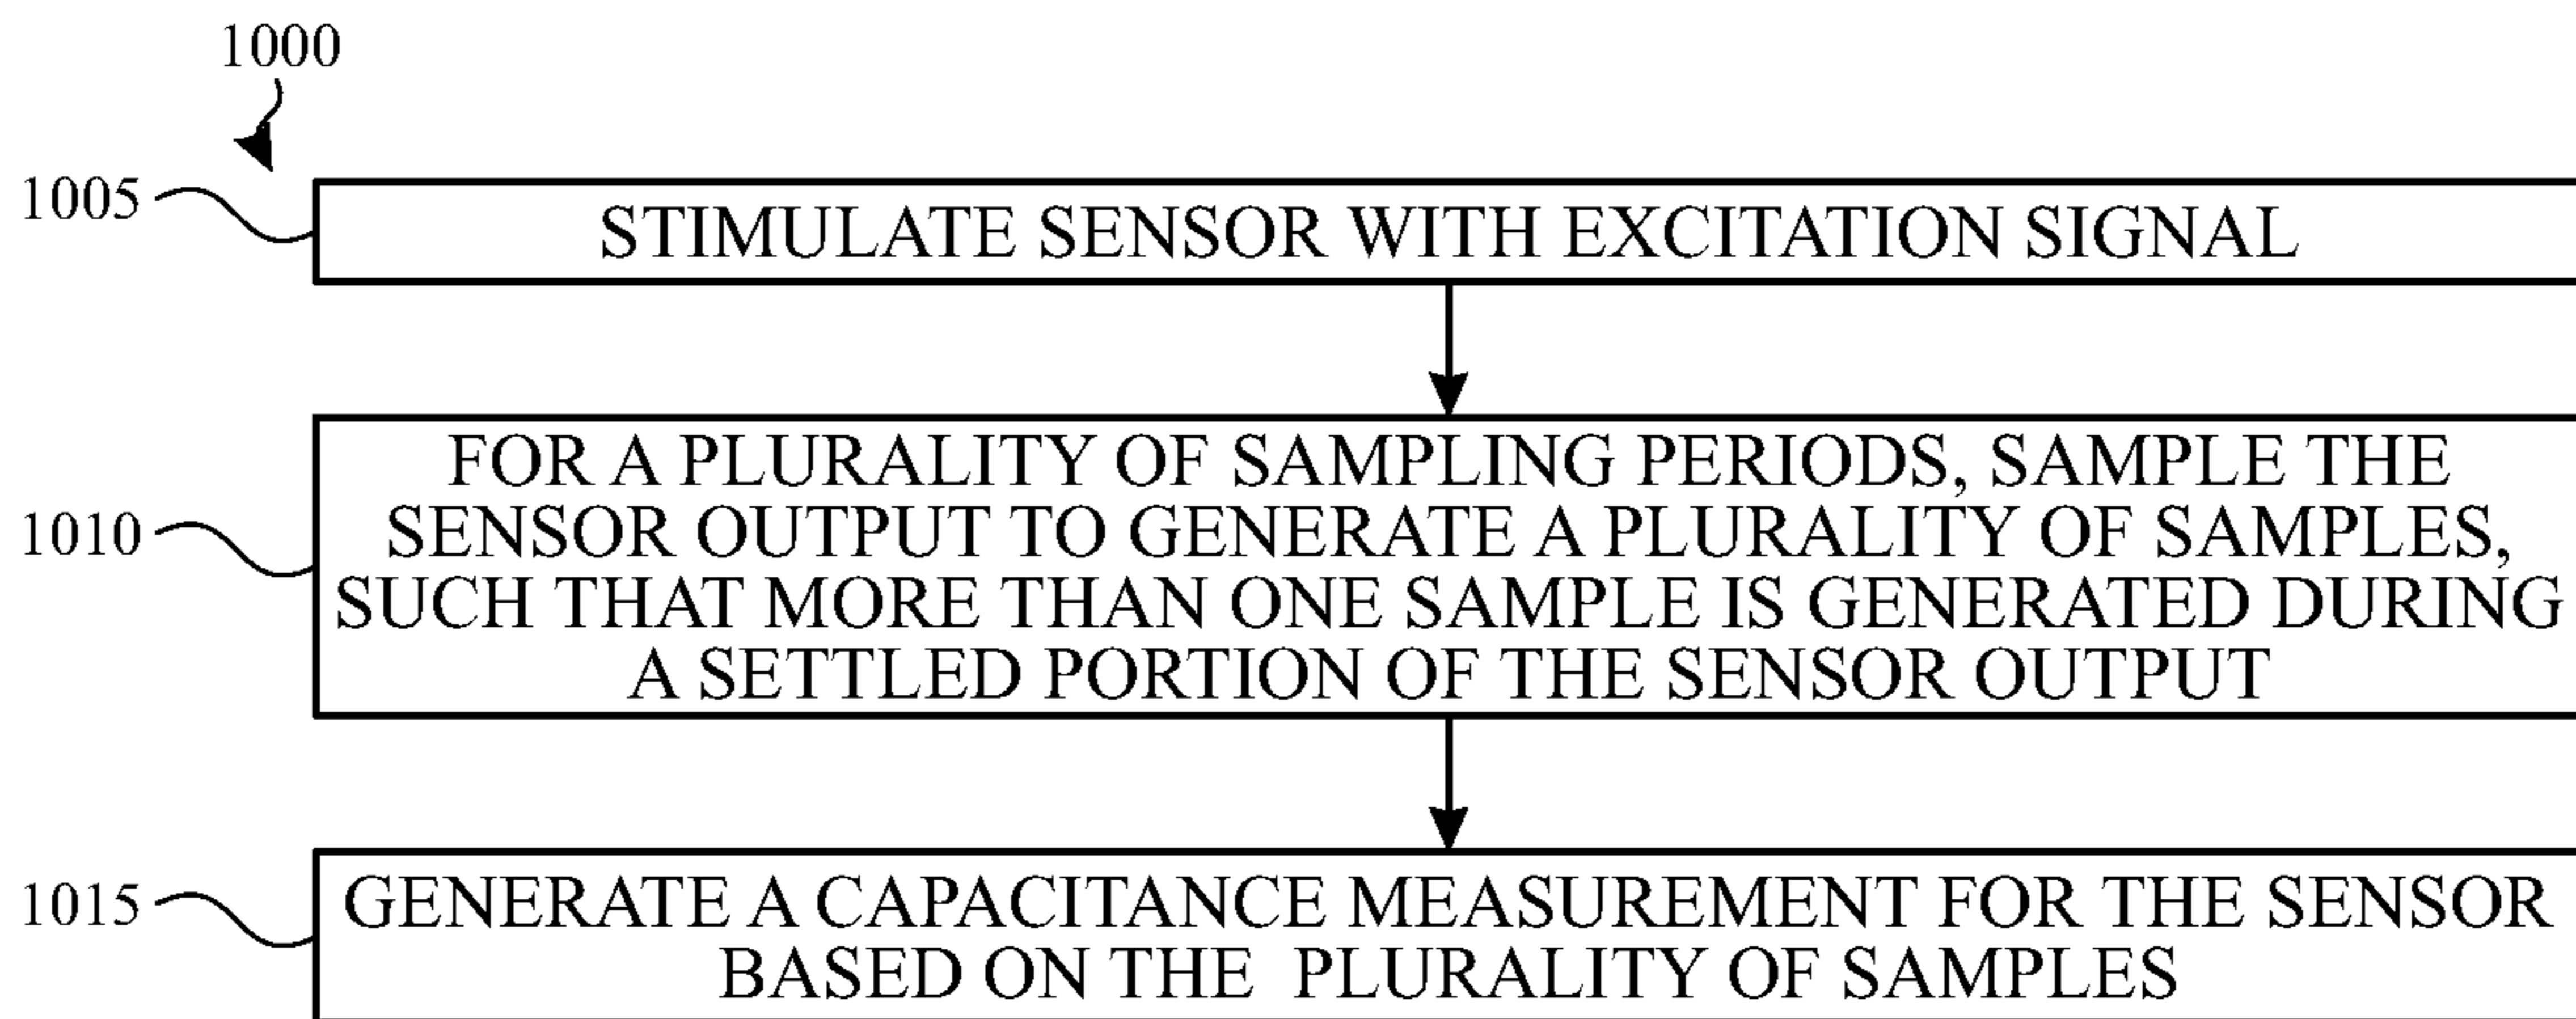 1000
1005
STIMULATE SENSOR WITH EXCITATION SIGNAL
1010
FOR A PLURALITY OF SAMPLING PERIODS, SAMPLE THE
SENSOR OUTPUT TO GENERATE A PLURALITY OF SAMPLES,
SUCH THAT MORE THAN ONE SAMPLE IS GENERATED DURING
A SETTLED PORTION OF THE SENSOR OUTPUT
1015
GENERATE A CAPACITANCE MEASUREMENT FOR THE SENSOR
BASED ON THE PLURALITY OF SAMPLES